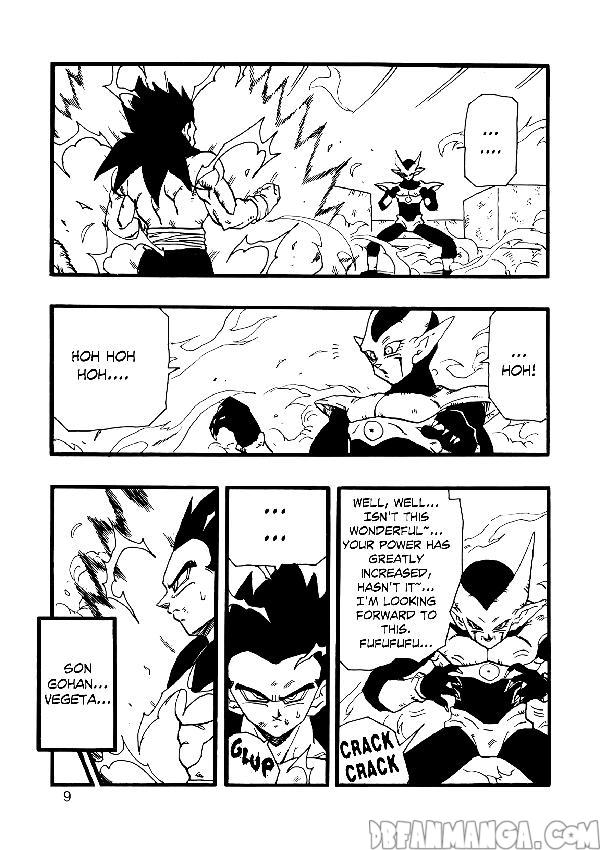 ...
....
...
HOH!
HOH HOH
HOH....
WELL, WELL...
ISN'T THIS
WONDERFUL~...
YOUR POWER HAS
GREATLY
INCREASED,
HASN'T IT~...
I'M LOOKING
FORWARD TO
THIS.
FUFUFUFU...
CRACK
CRACK
...
...
GLUP
SON
GOHAN...
VEGETA...
9
DBFANMANGA.COM